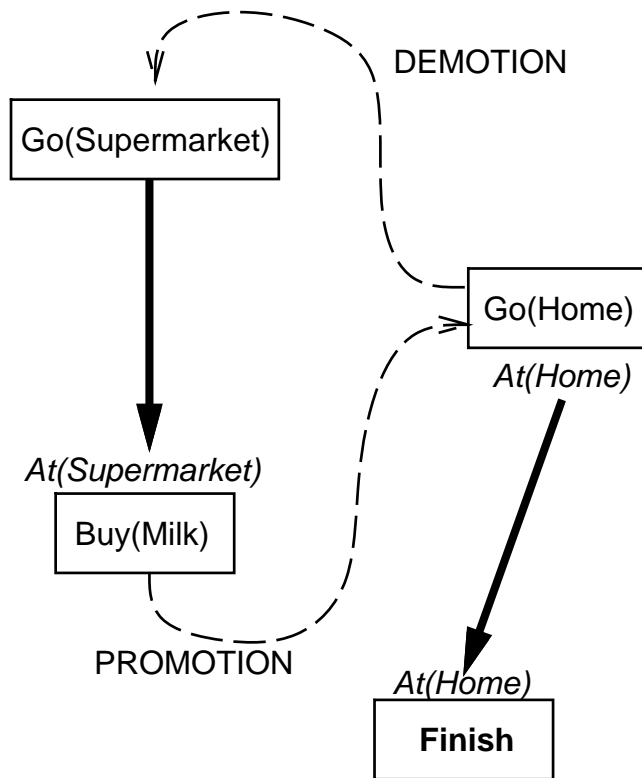 DEMOTION
Go(Supermarket)
Go(Home)
At(Home)
At(Supermarket)
Buy(Milk)
PROMOTION
At(Home)
Finish